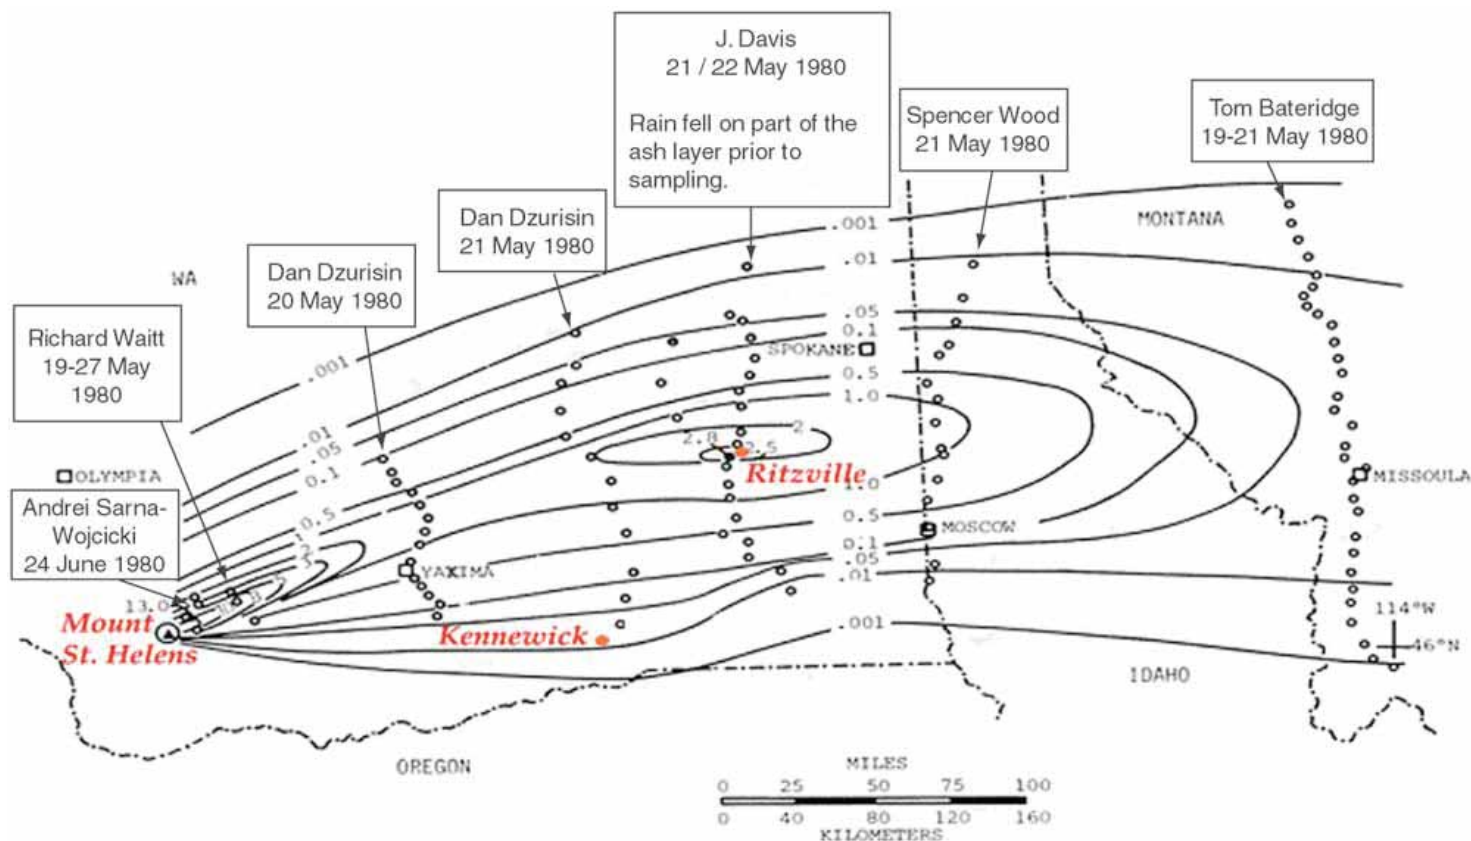 J. Davis
21 / 22 May 1980
Rain fell on part of the
ash layer prior to
sampling.
Spencer Wood
21 May 1980
Tom Bateridge
19-21 May 1980
Dan Dzurisin
21 May 1980
Dan Dzurisin
20 May 1980
Richard Waitt
19-27 May
1980
Andrei Sarna-
Wojcicki
24 June 1980
WA
MONTANA
.001
.01
.05
0.1
SPOKANE
0.5
1.0
.001
.01
.05
0.1
0.5
2
2.8
2.5
2
Ritzville
1.0
0.5
0.1
.05
.01
.001
OLYMPIA
MISSOULA
MOSCOW
YAKIMA
13.0
Mount
St. Helens
Kennewick
114°W
46°N
IDAHO
OREGON
MILES
0 25 50 75 100
0 40 80 120 160
KILOMETERS